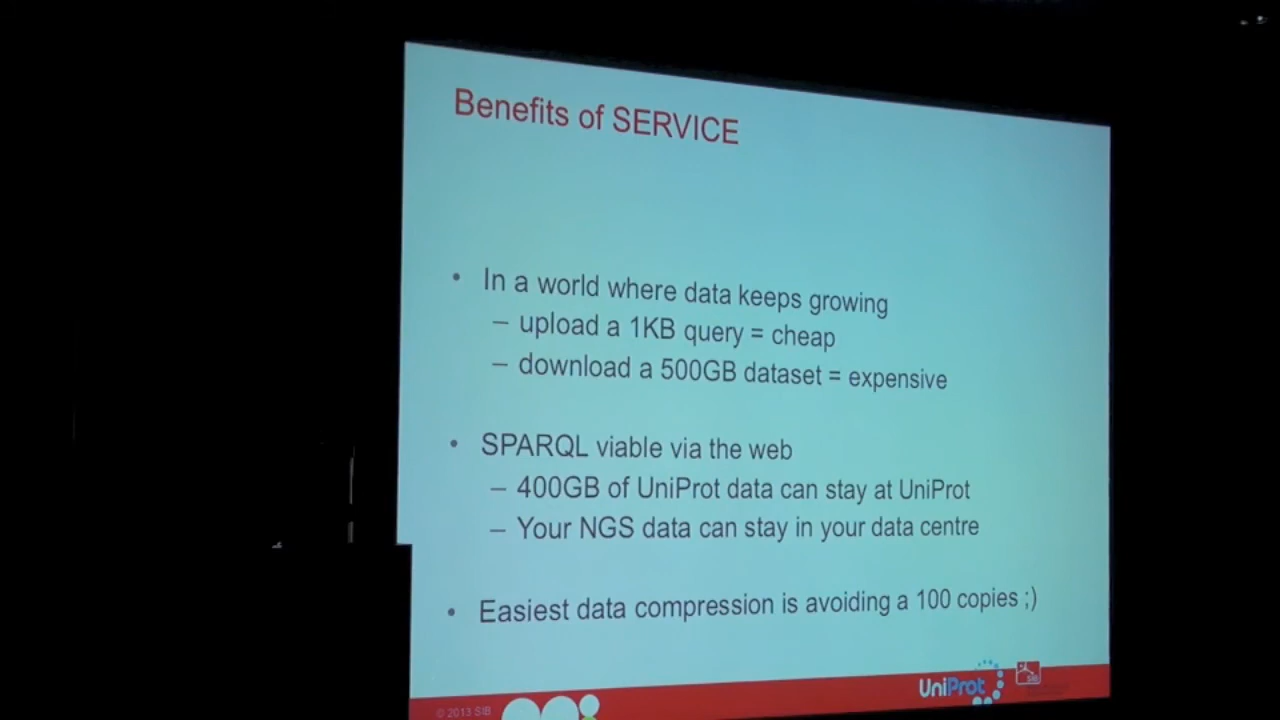 Benefits of SERVICE
• In a world where data keeps growing
– upload a 1KB query = cheap
– download a 500GB dataset = expensive
• SPARQL viable via the web
– 400GB of UniProt data can stay at UniProt
– Your NGS data can stay in your data centre
• Easiest data compression is avoiding a 100 copies ;)
© 2013 SIB
UniProt
SIB